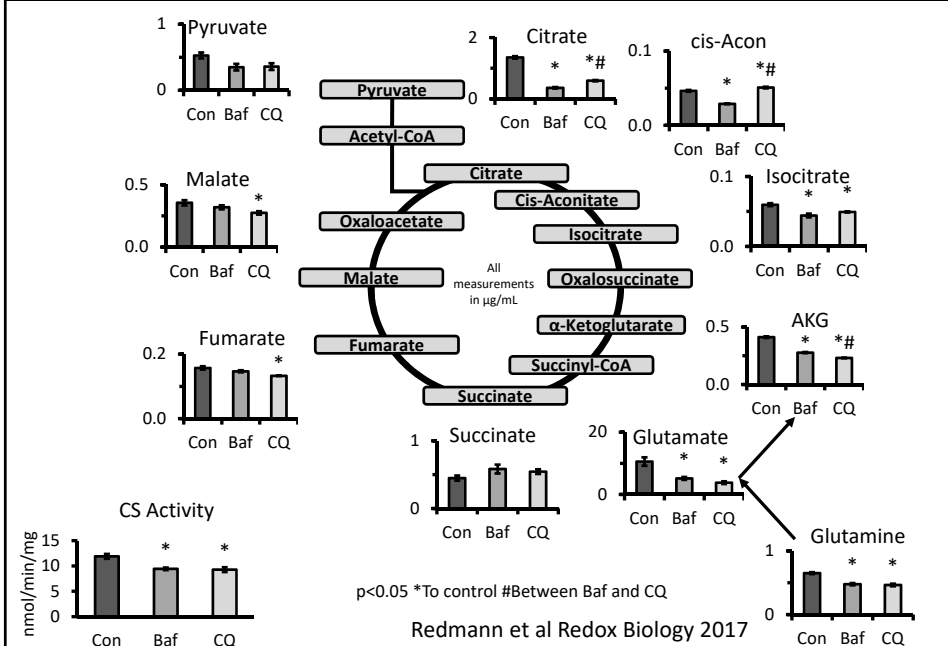 Pyruvate
1
0
Con Baf CQ
Citrate
2
0
* *#
Con Baf CQ
cis-Acon
0.1
0.0
* *#
Con Baf CQ
Pyruvate
Acetyl-CoA
Citrate
Cis-Aconitate
Isocitrate
Oxalosuccinate
α-Ketoglutarate
Succinyl-CoA
Succinate
Fumarate
Malate
Oxaloacetate
All
measurements
in µg/mL
Malate
0.5
0.0
*
Con Baf CQ
Isocitrate
0.1
0.0
* *
Con Baf CQ
Fumarate
0.2
0.0
*
Con Baf CQ
AKG
0.5
0.0
* *#
Con Baf CQ
Succinate
1
0
Con Baf CQ
Glutamate
20
0
* *
Con Baf CQ
Glutamine
1
0
* *
Con Baf CQ
CS Activity
nmol/min/mg
15
10
5
0
* *
Con Baf CQ
p<0.05 *To control #Between Baf and CQ
Redmann et al Redox Biology 2017